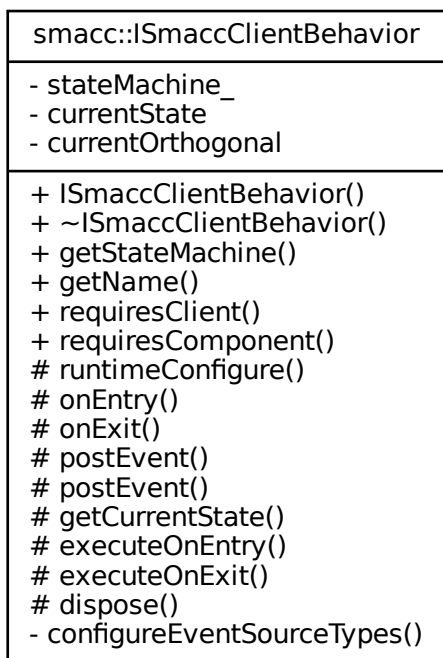 smacc::ISmaccClientBehavior
- stateMachine_
- currentState
- currentOrthogonal
+ ISmaccClientBehavior()
+ ~ISmaccClientBehavior()
+ getStateMachine()
+ getName()
+ requiresClient()
+ requiresComponent()
# runtimeConfigure()
# onEntry()
# onExit()
# postEvent()
# postEvent()
# getCurrentState()
# executeOnEntry()
# executeOnExit()
# dispose()
- configureEventSourceTypes()